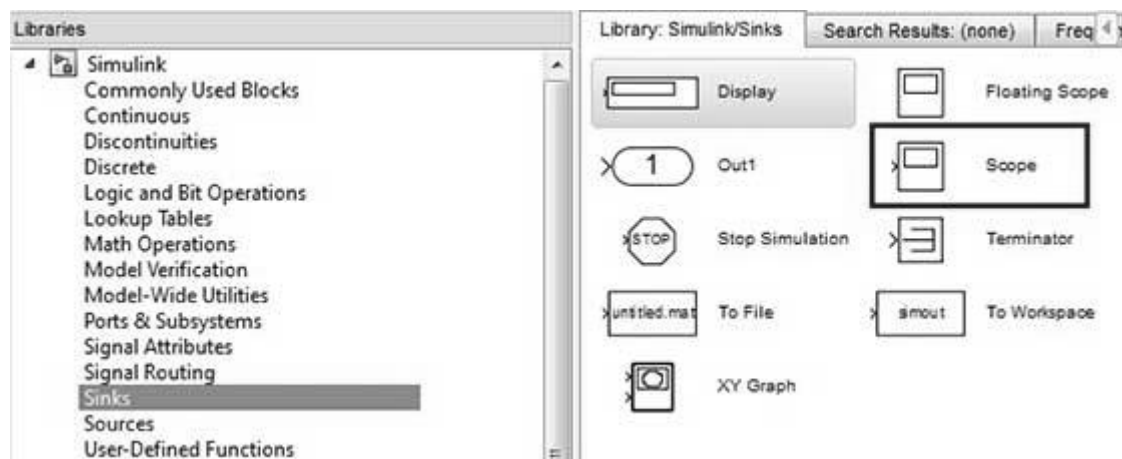 Libraries
Simulink
Commonly Used Blocks
Continuous
Discontinuities
Discrete
Logic and Bit Operations
Lookup Tables
Math Operations
Model Verification
Model-Wide Utilities
Ports & Subsystems
Signal Attributes
Signal Routing
Sinks
Sources
User-Defined Functions
Library: Simulink/Sinks
Search Results: (none)
Freq
Display
Floating Scope
1
Out1
Scope
STOP
Stop Simulation
Terminator
untitled.mat
To File
simout
To Workspace
XY Graph